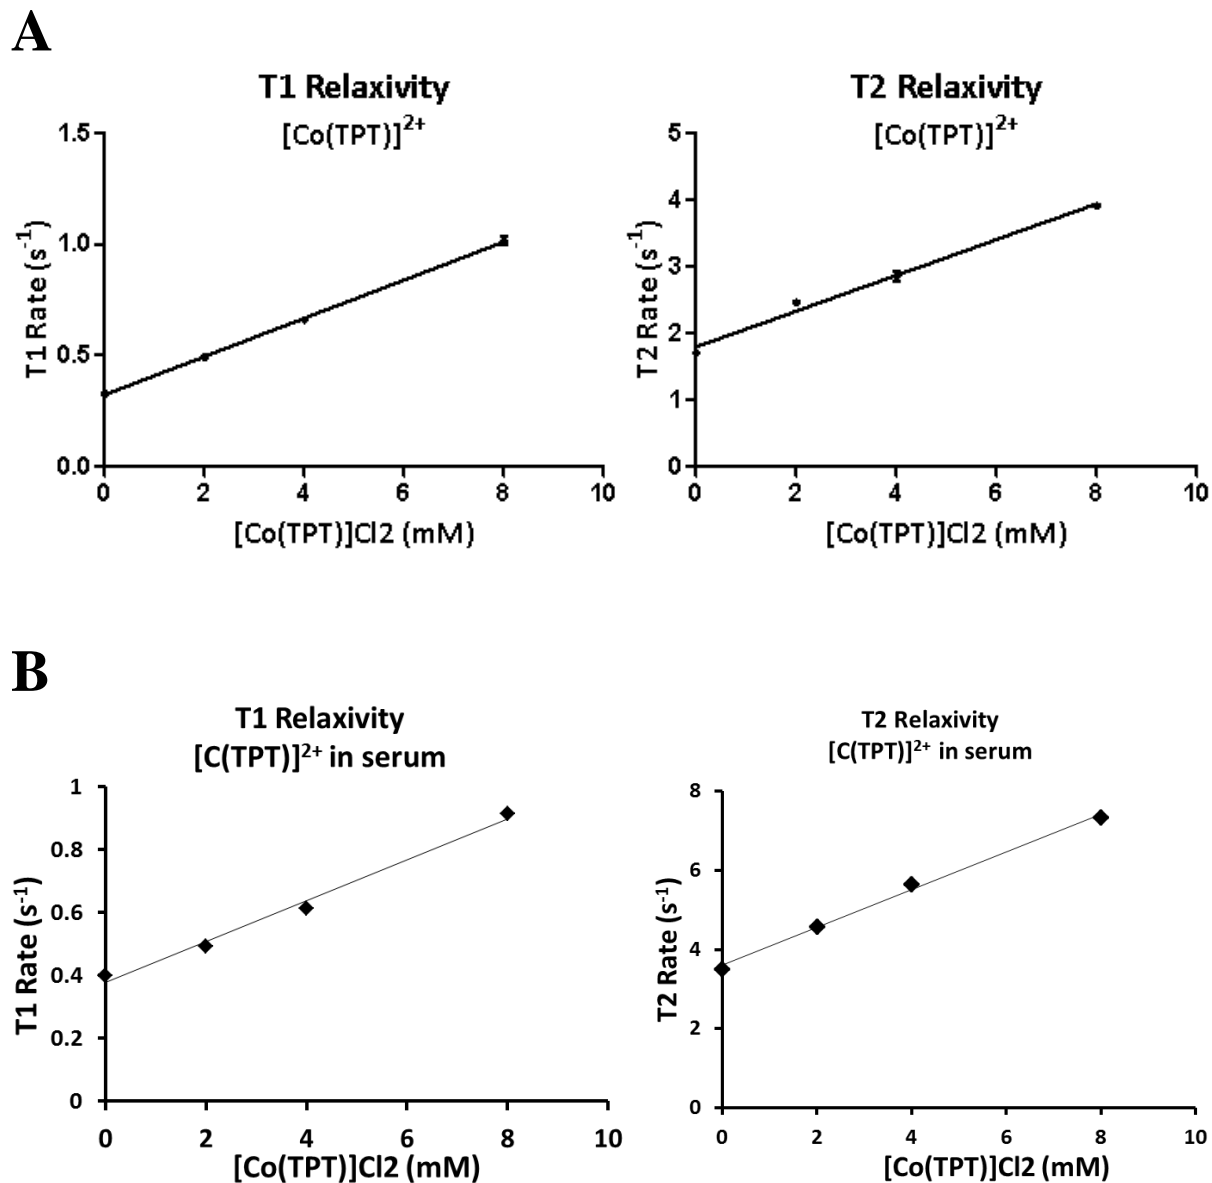 A
T1 Relaxivity
[Co(TPT)]2+
T1 Rate (s-1)
1.5
1.0
0.5
0.0
0 2 4 6 8 10
[Co(TPT)]Cl2 (mM)
T2 Relaxivity
[Co(TPT)]2+
T2 Rate (s-1)
5
4
3
2
1
0
0 2 4 6 8 10
[Co(TPT)]Cl2 (mM)
B
T1 Relaxivity
[C(TPT)]2+ in serum
T1 Rate (s-1)
1
0.8
0.6
0.4
0.2
0
0 2 4 6 8 10
[Co(TPT)]Cl2 (mM)
T2 Relaxivity
[C(TPT)]2+ in serum
T2 Rate (s-1)
8
6
4
2
0
0 2 4 6 8 10
[Co(TPT)]Cl2 (mM)